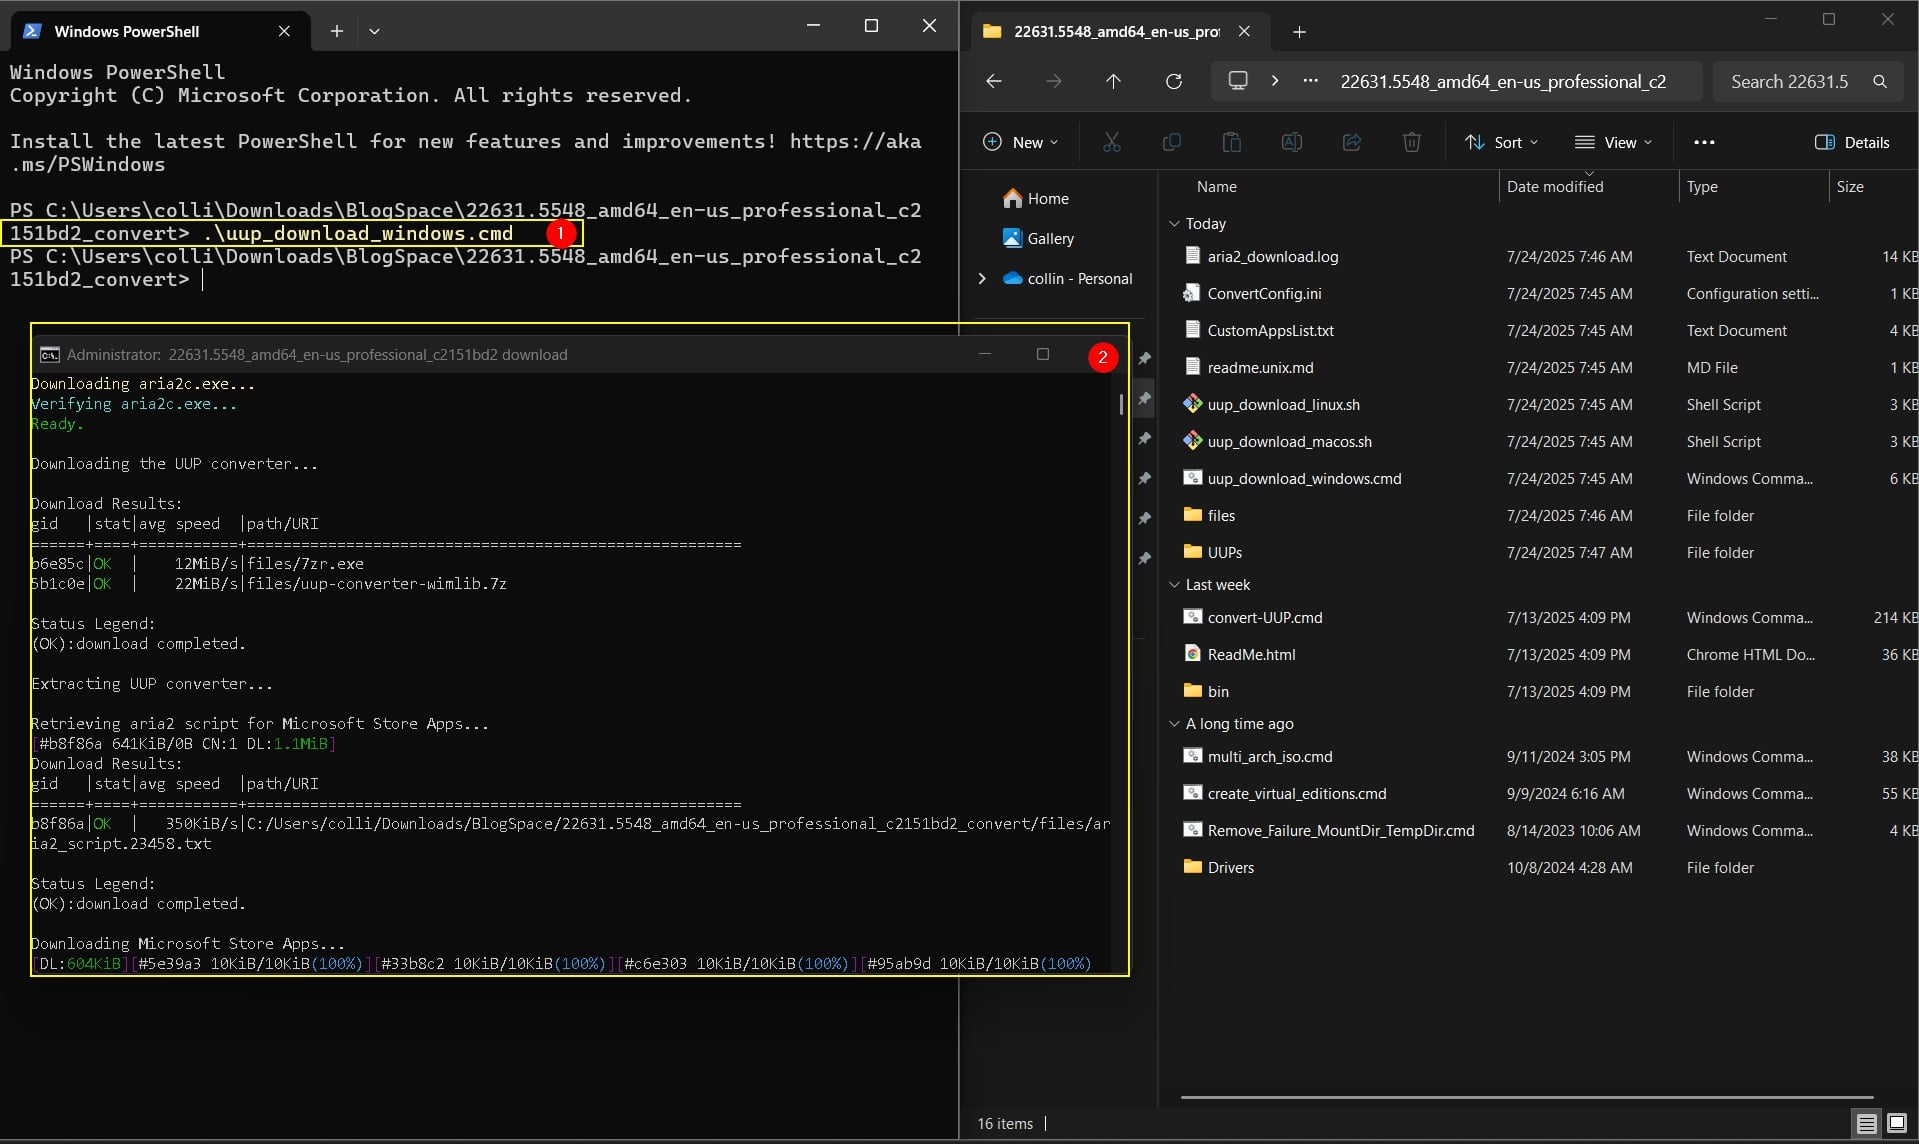 Windows PowerShell
Windows PowerShell
Copyright (C) Microsoft Corporation. All rights reserved.
Install the latest PowerShell for new features and improvements! https://aka
.ms/PSWindows
PS C:\Users\colli\Downloads\BlogSpace\22631.5548_amd64_en-us_professional_c2
151bd2_convert> .\uup_download_windows.cmd
1
PS C:\Users\colli\Downloads\BlogSpace\22631.5548_amd64_en-us_professional_c2
151bd2_convert>
Administrator: 22631.5548_amd64_en-us_professional_c2151bd2 download
2
Downloading aria2c.exe...
Verifying aria2c.exe...
Ready.
Downloading the UUP converter...
Download Results:
gid |stat|avg speed |path/URI
======+====+===========+=======================================================
b6e85c|OK | 12MiB/s|files/7zr.exe
5b1c0e|OK | 22MiB/s|files/uup-converter-wimlib.7z
Status Legend:
(OK):download completed.
Extracting UUP converter...
Retrieving aria2 script for Microsoft Store Apps...
[#b8f86a 641KiB/0B CN:1 DL:1.1MiB]
Download Results:
gid |stat|avg speed |path/URI
======+====+===========+=======================================================
b8f86a|OK | 350KiB/s|C:/Users/colli/Downloads/BlogSpace/22631.5548_amd64_en-us_professional_c2151bd2_convert/files/ar
ia2_script.23458.txt
Status Legend:
(OK):download completed.
Downloading Microsoft Store Apps...
[DL:604KiB][#5e39a3 10KiB/10KiB(100%)][#33b8c2 10KiB/10KiB(100%)][#c6e303 10KiB/10KiB(100%)][#95ab9d 10KiB/10KiB(100%)
22631.5548_amd64_en-us_pro
22631.5548_amd64_en-us_professional_c2
Search 22631.5
New
Sort
View
Details
Home
Gallery
collin - Personal
Name Date modified Type Size
Today
aria2_download.log 7/24/2025 7:46 AM Text Document 14 KB
ConvertConfig.ini 7/24/2025 7:45 AM Configuration setti... 1 KB
CustomAppsList.txt 7/24/2025 7:45 AM Text Document 4 KB
readme.unix.md 7/24/2025 7:45 AM MD File 1 KB
uup_download_linux.sh 7/24/2025 7:45 AM Shell Script 3 KB
uup_download_macos.sh 7/24/2025 7:45 AM Shell Script 3 KB
uup_download_windows.cmd 7/24/2025 7:45 AM Windows Comma... 6 KB
files 7/24/2025 7:46 AM File folder
UUPs 7/24/2025 7:47 AM File folder
Last week
convert-UUP.cmd 7/13/2025 4:09 PM Windows Comma... 214 KB
ReadMe.html 7/13/2025 4:09 PM Chrome HTML Do... 36 KB
bin 7/13/2025 4:09 PM File folder
A long time ago
multi_arch_iso.cmd 9/11/2024 3:05 PM Windows Comma... 38 KB
create_virtual_editions.cmd 9/9/2024 6:16 AM Windows Comma... 55 KB
Remove_Failure_MountDir_TempDir.cmd 8/14/2023 10:06 AM Windows Comma... 4 KB
Drivers 10/8/2024 4:28 AM File folder
16 items